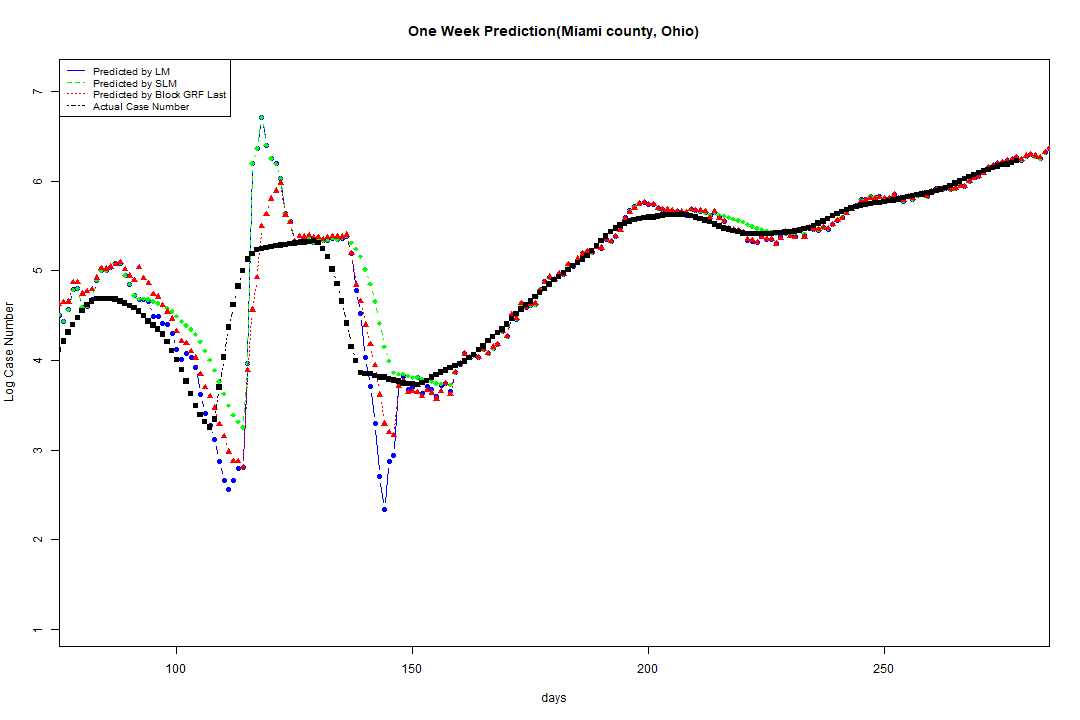 One Week Prediction(Miami county, Ohio)
Predicted by LM
Predicted by SLM
Predicted by Block GRF Last
Actual Case Number
7
6
5
4
3
2
1
Log Case Number
100 150 200 250
days